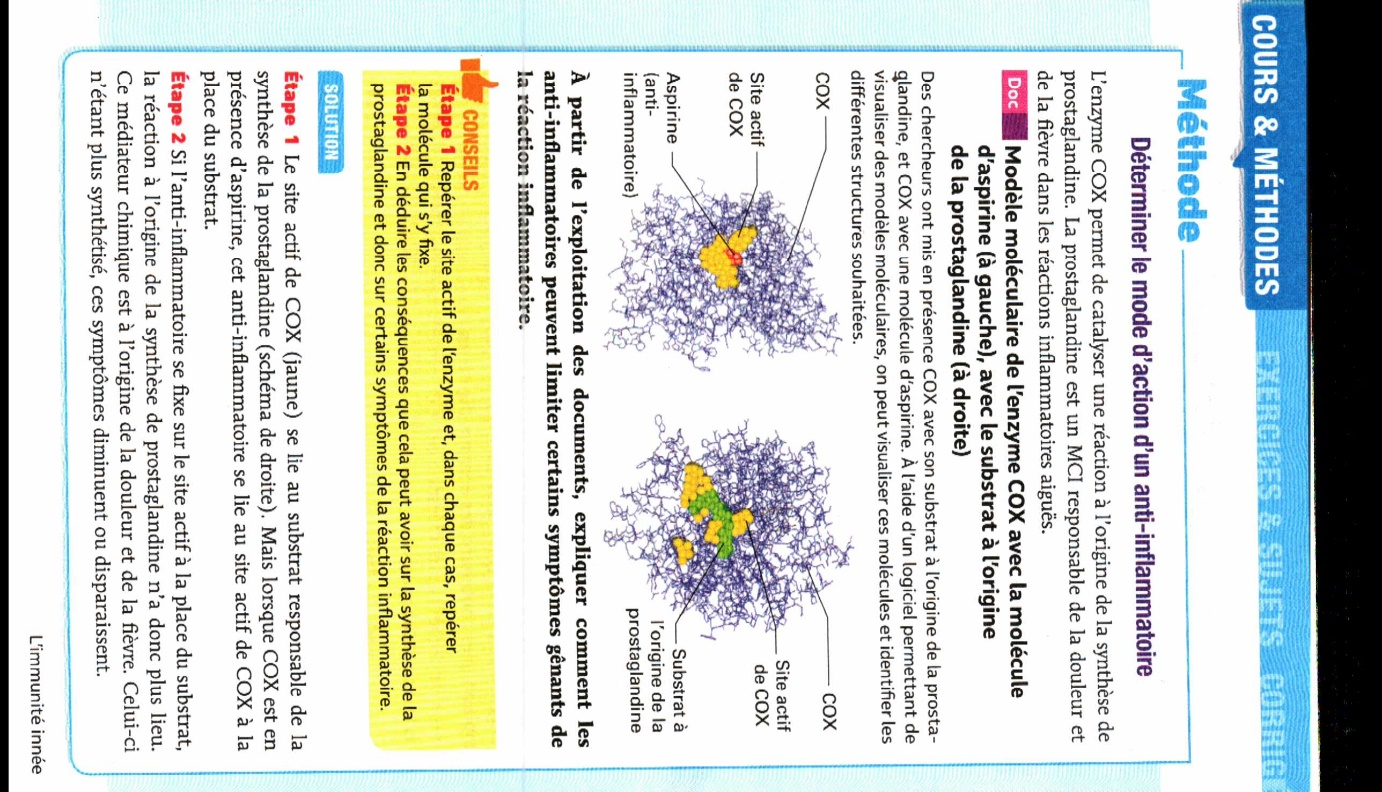 COURS & MÉTHODES
EXERCICES & SUJETS CORRIG
Méthode
Déterminer le mode d'action d'un anti-inflammatoire
L'enzyme COX permet de catalyser une réaction à l'origine de la synthèse de
prostaglandine. La prostaglandine est un MCI responsable de la douleur et
de la fièvre dans les réactions inflammatoires aiguës.
Doc Modèle moléculaire de l'enzyme COX avec la molécule
d'aspirine (à gauche), avec le substrat à l'origine
de la prostaglandine (à droite)
Des chercheurs ont mis en présence COX avec son substrat à l'origine de la prosta-
glandine, et COX avec une molécule d'aspirine. À l'aide d'un logiciel permettant de
visualiser des modèles moléculaires, on peut visualiser ces molécules et identifier les
différentes structures souhaitées.
COX
Site actif
de COX
Aspirine
(anti-
inflammatoire)
COX
Site actif
de COX
Substrat à
l'origine de la
prostaglandine
À partir de l'exploitation des documents, expliquer comment les
anti-inflammatoires peuvent limiter certains symptômes gênants de
la réaction inflammatoire.
CONSEILS
Étape 1 Repérer le site actif de l'enzyme et, dans chaque cas, repérer
la molécule qui s'y fixe.
Étape 2 En déduire les conséquences que cela peut avoir sur la synthèse de la
prostaglandine et donc sur certains symptômes de la réaction inflammatoire.
SOLUTION
Étape 1 Le site actif de COX (jaune) se lie au substrat responsable de la
synthèse de la prostaglandine (schéma de droite). Mais lorsque COX est en
présence d'aspirine, cet anti-inflammatoire se lie au site actif de COX à la
place du substrat.
Étape 2 Si l'anti-inflammatoire se fixe sur le site actif à la place du substrat,
la réaction à l'origine de la synthèse de prostaglandine n'a donc plus lieu.
Ce médiateur chimique est à l'origine de la douleur et de la fièvre. Celui-ci
n'étant plus synthétisé, ces symptômes diminuent ou disparaissent.
L'immunité innée